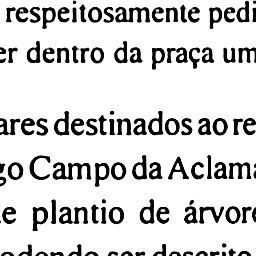 respeitosamente pedi
er dentro da praça um
ares destinados ao re
go Campo da Aclama
e plantio de árvore
odendo ser descrito